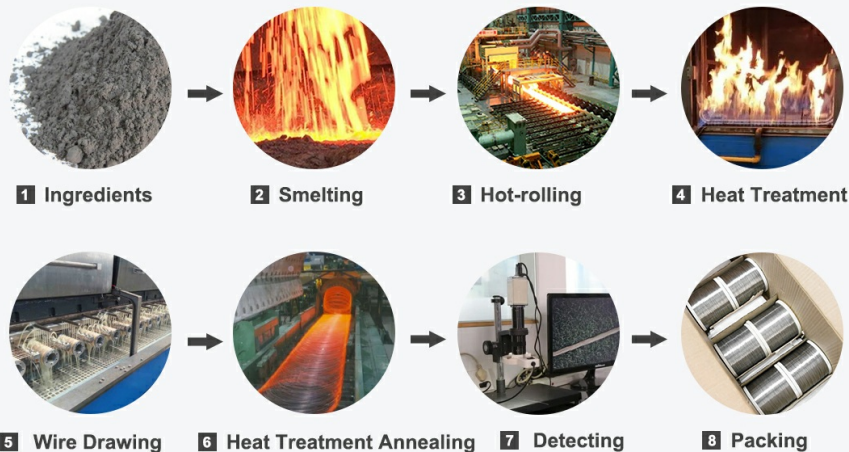 1 Ingredients
2 Smelting
3 Hot-rolling
4 Heat Treatment
5 Wire Drawing
6 Heat Treatment Annealing
7 Detecting
8 Packing